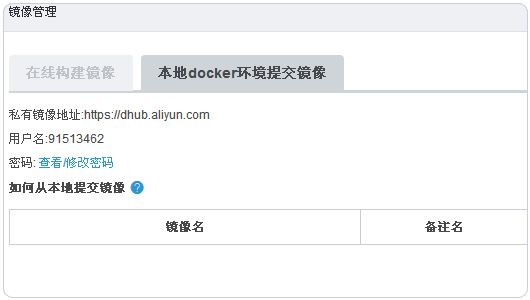 镜像管理
在线构建镜像 本地docker环境提交镜像
私有镜像地址:https://dhub.aliyun.com
用户名:91513462
密码: 查看/修改密码
如何从本地提交镜像 ?
镜像名 备注名